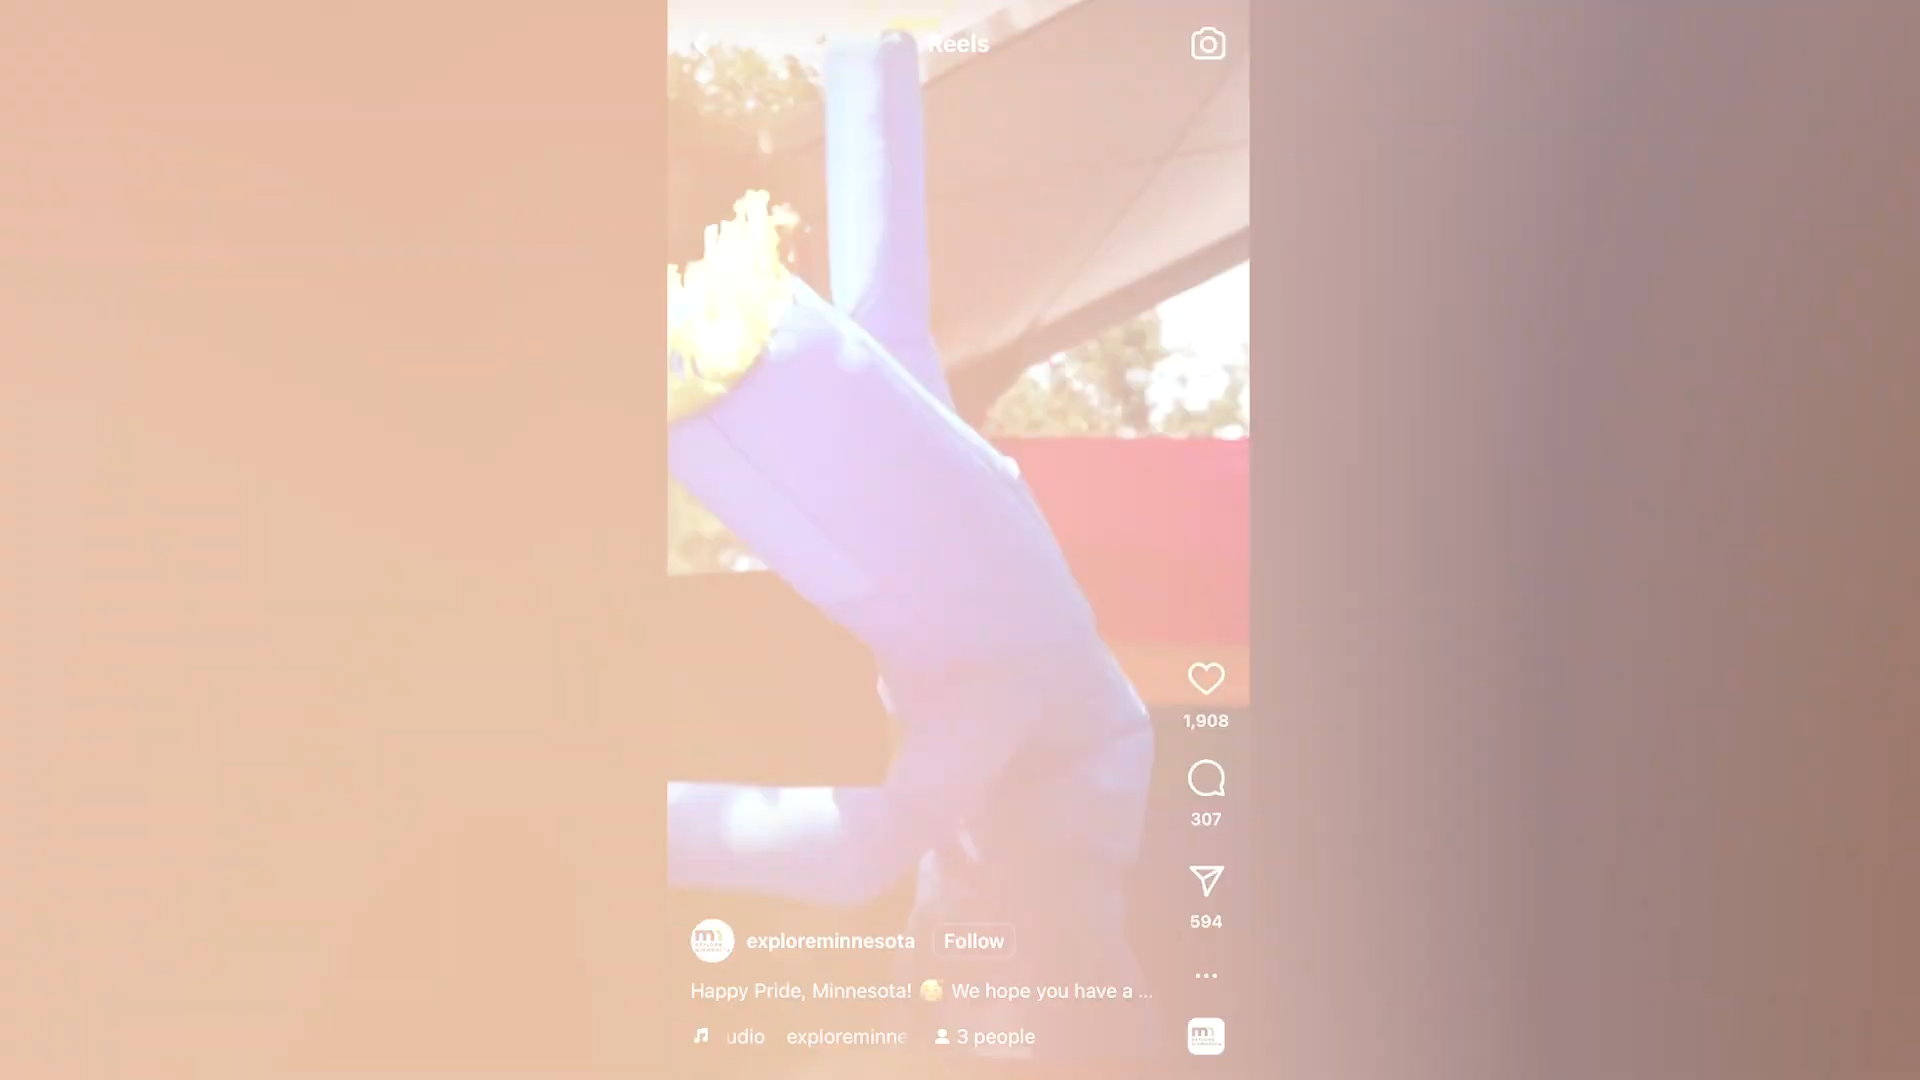 Reels
1,908
307
594
exploreminnesota Follow
Happy Pride, Minnesota! 🥰 We hope you have a ...
udio exploreminne 3 people